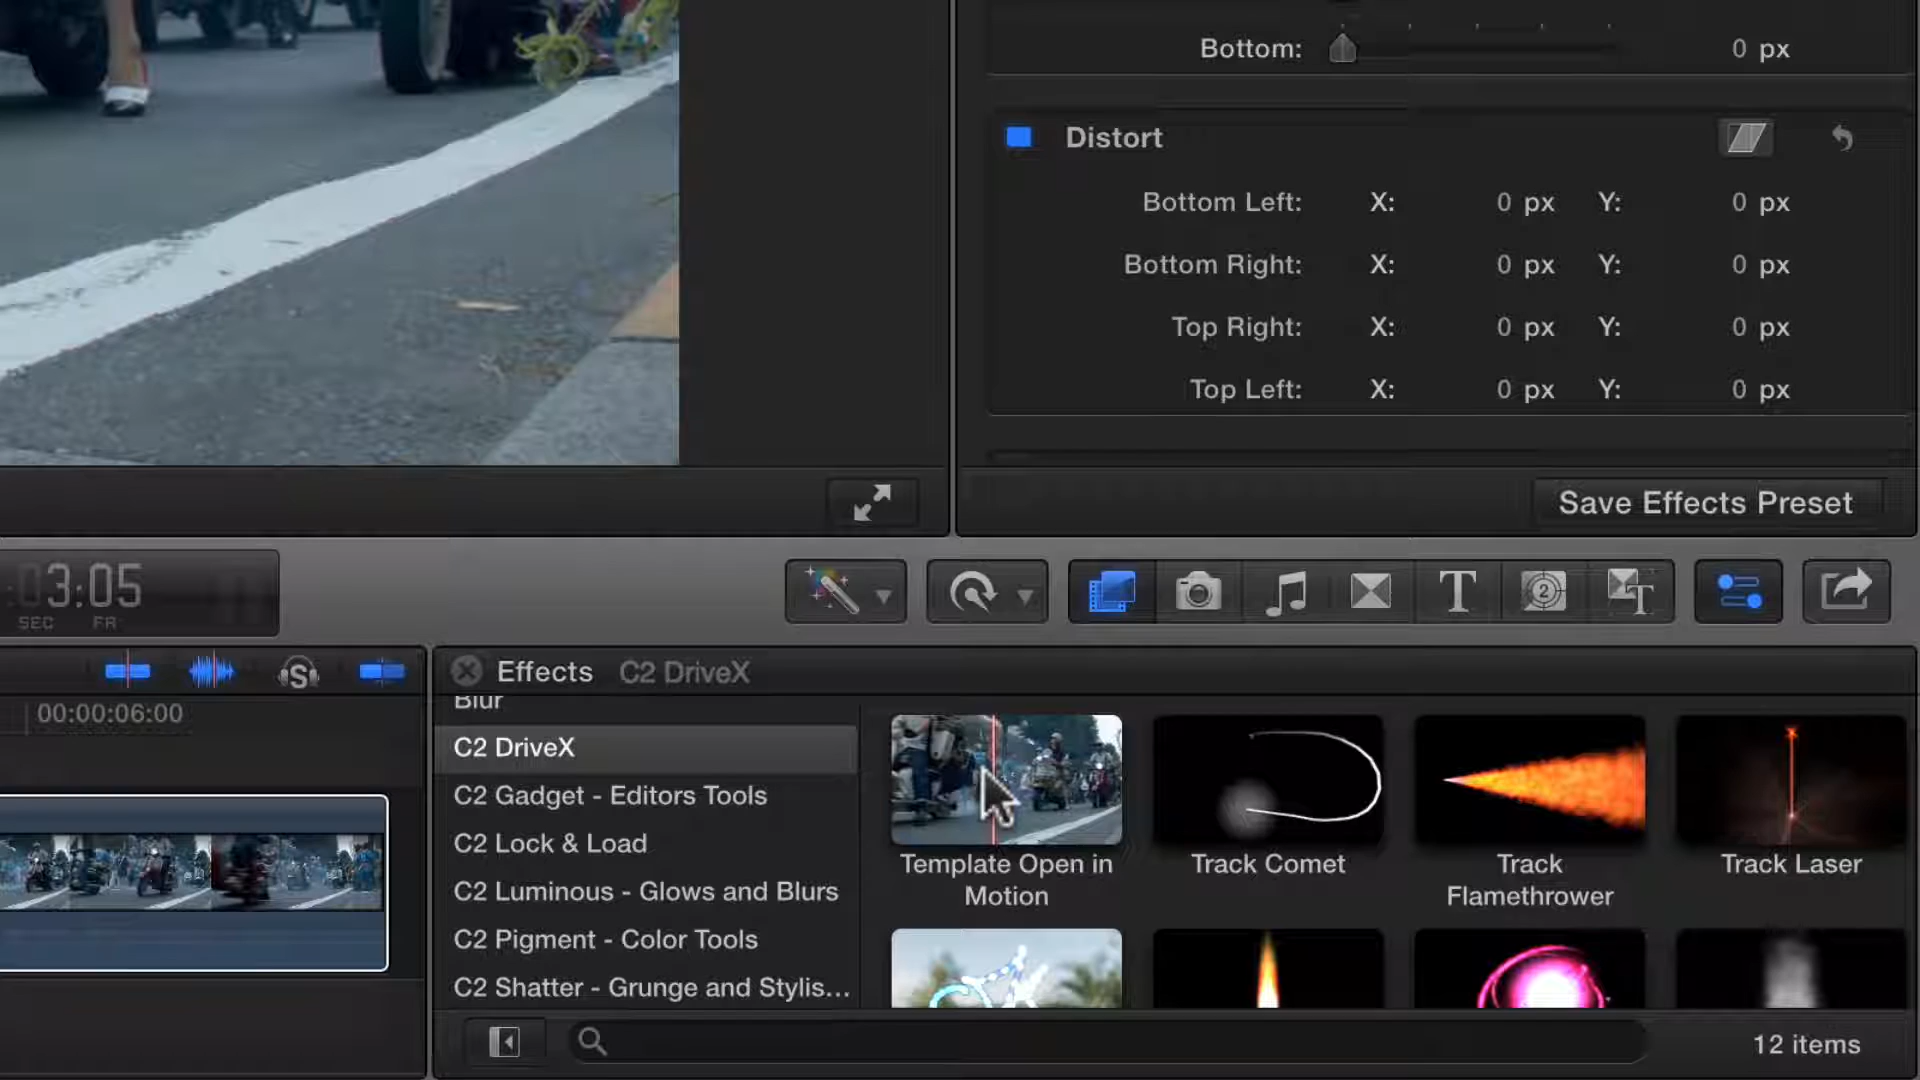 Bottom: 0 px
Distort
Bottom Left: X: 0 px Y: 0 px
Bottom Right: X: 0 px Y: 0 px
Top Right: X: 0 px Y: 0 px
Top Left: X: 0 px Y: 0 px
Save Effects Preset
:03:05
SEC FR
T
2
T
S
Effects C2 DriveX
00:00:06:00
Blur
C2 DriveX
C2 Gadget - Editors Tools
C2 Lock & Load
C2 Luminous - Glows and Blurs
C2 Pigment - Color Tools
C2 Shatter - Grunge and Stylis...
Template Open in
Motion
Track Comet
Track
Flamethrower
Track Laser
12 items